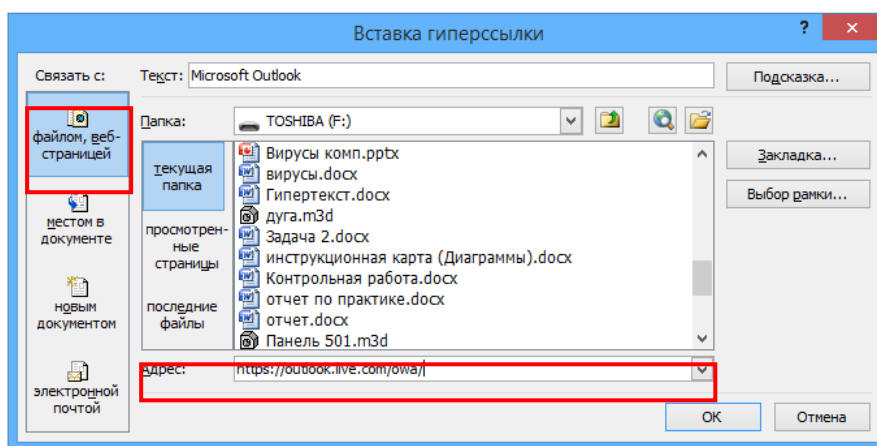 Вставка гиперссылки
?
×
Связать с:
Текст:
Microsoft Outlook
Подсказка...
файлом, веб-
страницей
местом в
документе
новым
документом
электронной
почтой
Папка:
TOSHIBA (F:)
текущая
папка
просмотрен-
ные
страницы
последние
файлы
Вирусы комп.pptx
вирусы.docx
Гипертекст.docx
дуга.m3d
Задача 2.docx
инструкционная карта (Диаграммы).docx
Контрольная работа.docx
отчет по практике.docx
отчет.docx
Панель 501.m3d
Закладка...
Выбор рамки...
Адрес:
https://outlook.live.com/owa/
ОК
Отмена